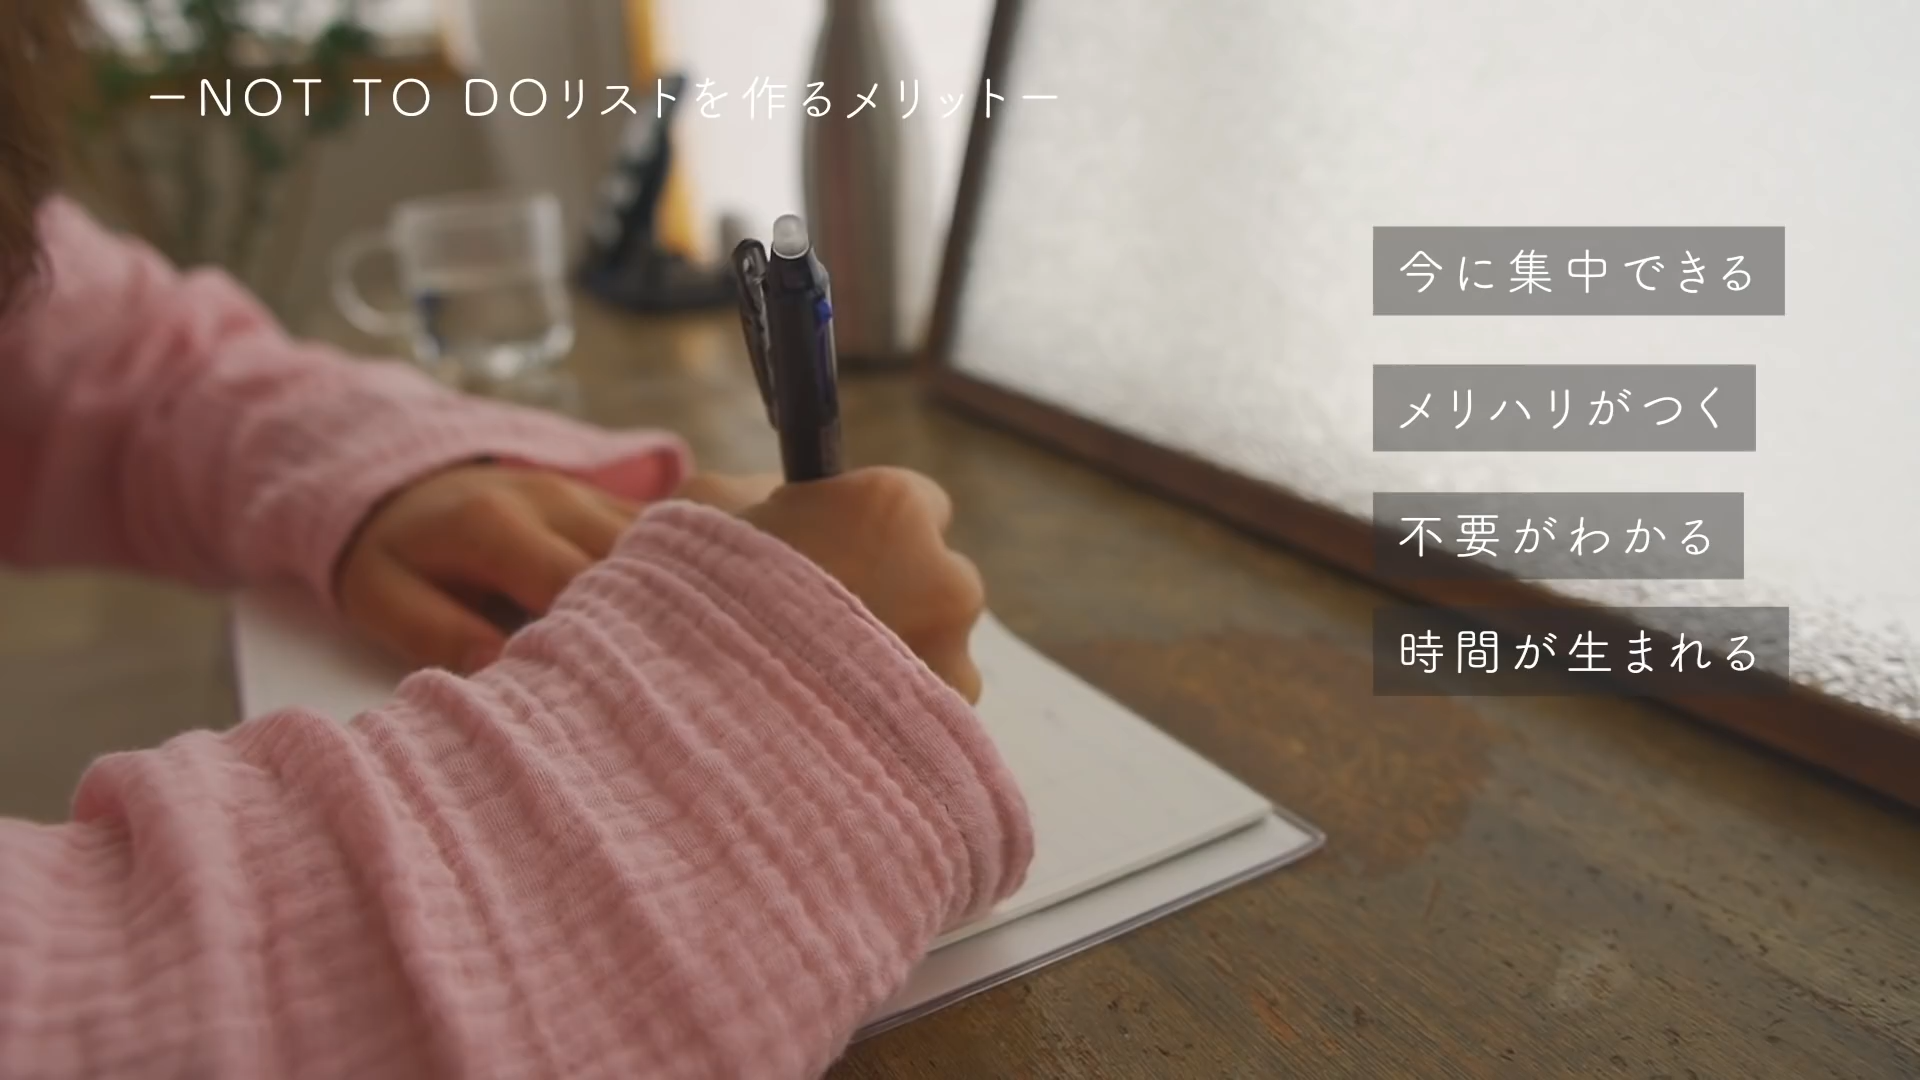 ーNOT TO DOリストを作るメリットー
今に集中できる
メリハリがつく
不要がわかる
時間が生まれる